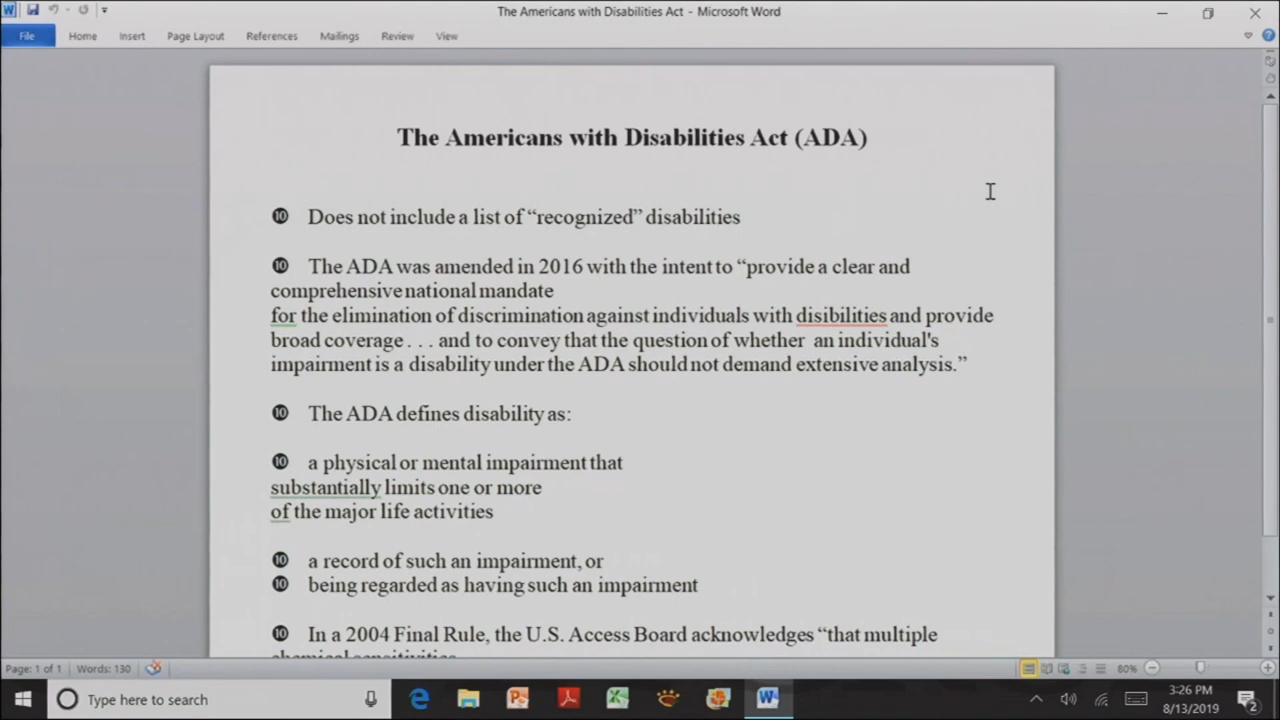 The Americans with Disabilities Act - Microsoft Word
File Home Insert Page Layout References Mailings Review View
The Americans with Disabilities Act (ADA)
❿ Does not include a list of “recognized” disabilities
❿ The ADA was amended in 2016 with the intent to “provide a clear and
comprehensive national mandate
for the elimination of discrimination against individuals with disibilities and provide
broad coverage . . . and to convey that the question of whether an individual's
impairment is a disability under the ADA should not demand extensive analysis.”
❿ The ADA defines disability as:
❿ a physical or mental impairment that
substantially limits one or more
of the major life activities
❿ a record of such an impairment, or
❿ being regarded as having such an impairment
❿ In a 2004 Final Rule, the U.S. Access Board acknowledges “that multiple
chemical sensitivities
Page: 1 of 1 Words: 130 80%
Type here to search
3:26 PM
8/13/2019
2